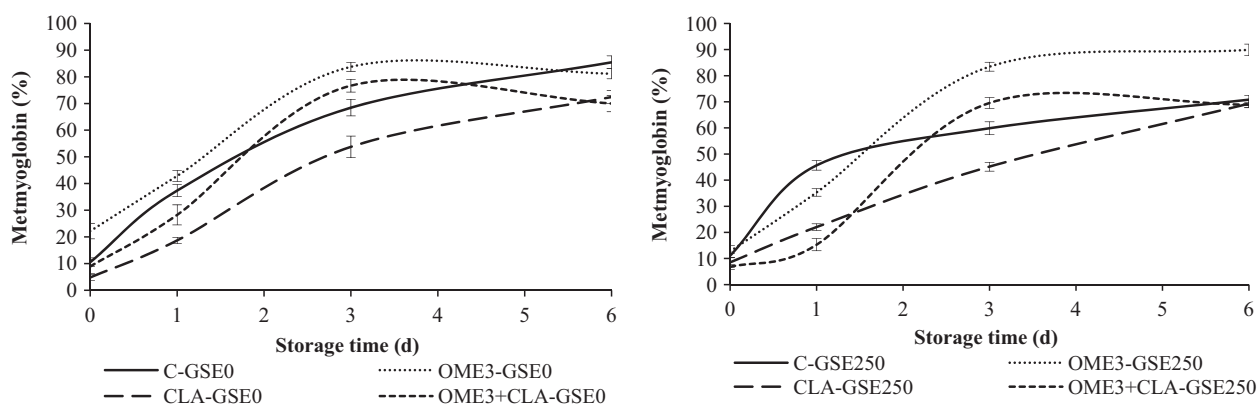 Metmyoglobin (%)
100
90
80
70
60
50
40
30
20
10
0
0 1 2 3 4 5 6
Storage time (d)
C-GSE0 OME3-GSE0
CLA-GSE0 OME3+CLA-GSE0
Metmyoglobin (%)
100
90
80
70
60
50
40
30
20
10
0
0 1 2 3 4 5 6
Storage time (d)
C-GSE250 OME3-GSE250
CLA-GSE250 OME3+CLA-GSE250